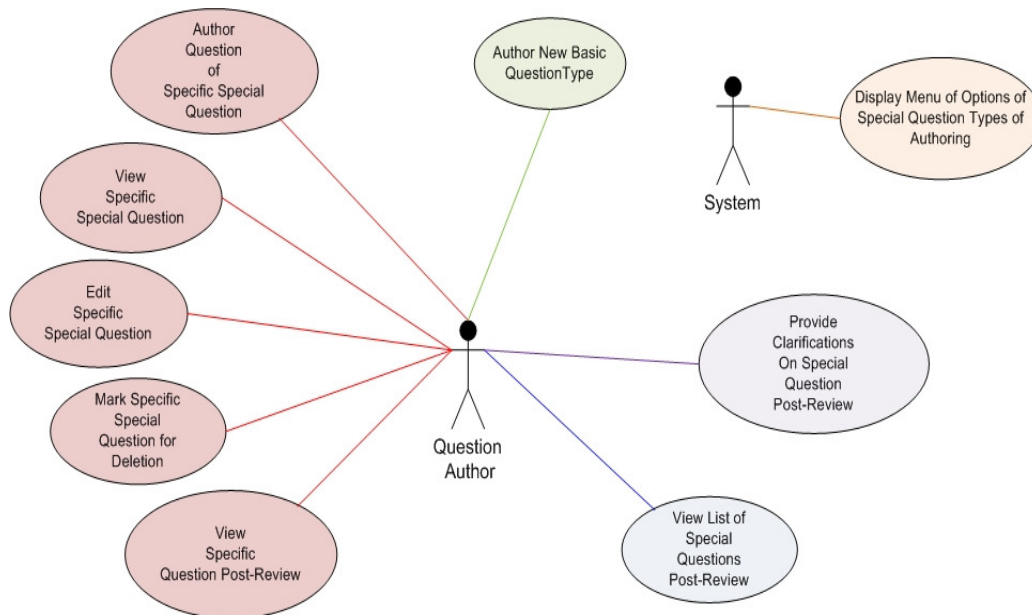 Author
Question
of
Specific Special
Question
Author New Basic
QuestionType
Display Menu of Options of
Special Question Types of
Authoring
System
View
Specific
Special Question
Edit
Specific
Special Question
Mark Specific
Special
Question for
Deletion
View
Specific
Question Post-Review
Question
Author
Provide
Clarifications
On Special
Question
Post-Review
View List of
Special
Questions
Post-Review